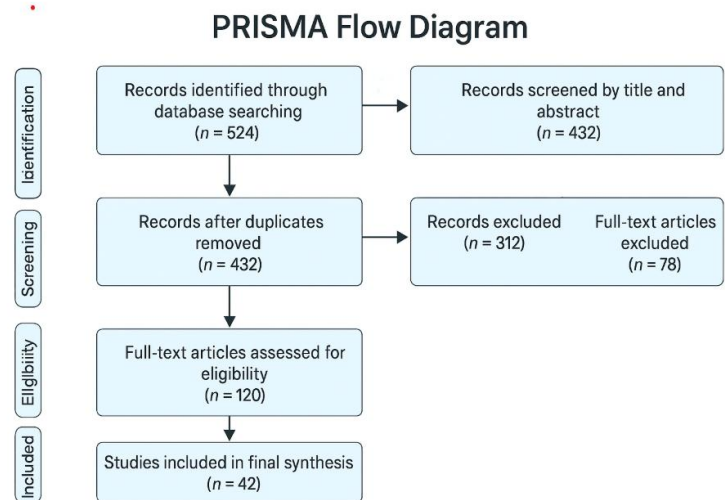 PRISMA Flow Diagram
Identification
Records identified through
database searching
(n = 524)
Records screened by title and
abstract
(n = 432)
Screening
Records after duplicates
removed
(n = 432)
Records excluded
(n = 312)
Full-text articles
excluded
(n = 78)
Eligibility
Full-text articles assessed for
eligibility
(n = 120)
Included
Studies included in final synthesis
(n = 42)